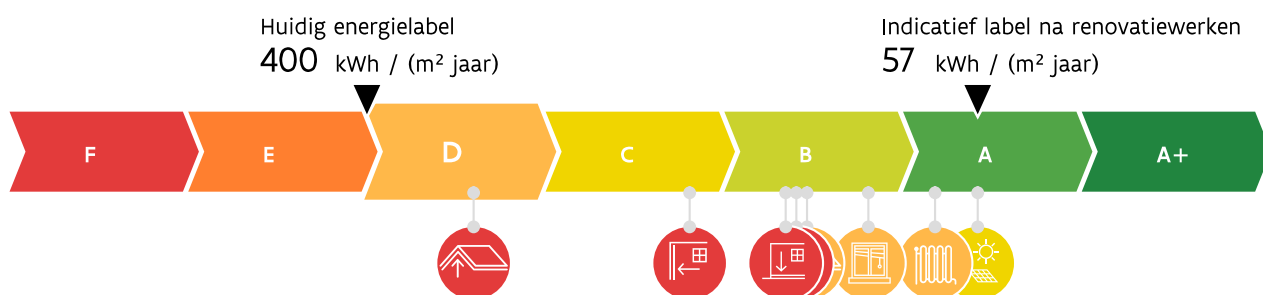 Huidig energielabel
400 kWh / (m² jaar)
Indicatief label na renovatiewerken
57 kWh / (m² jaar)
F
E
D
C
B
A
A+